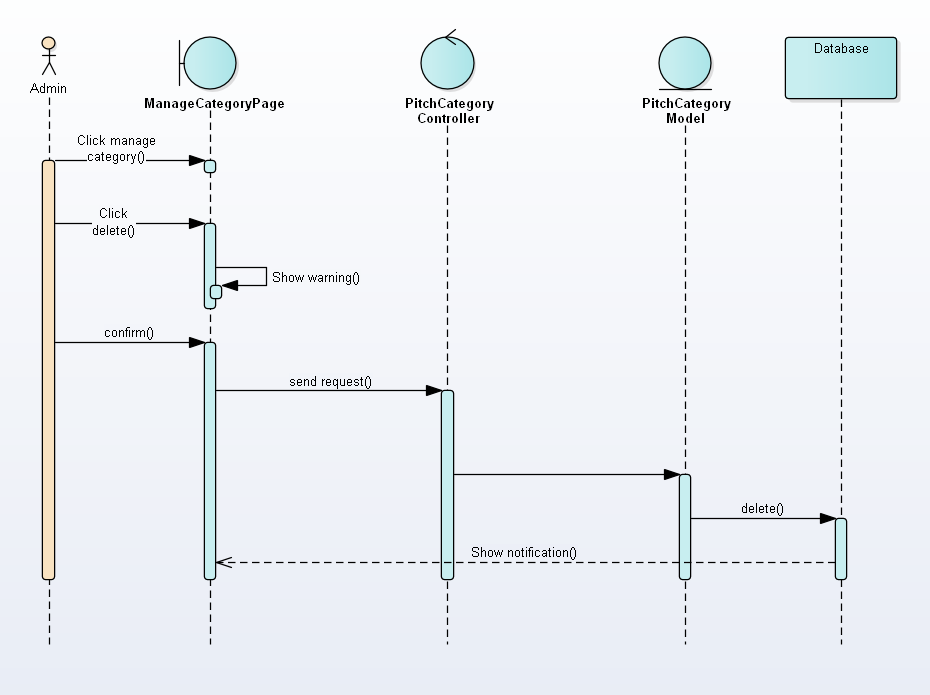 Admin
ManageCategoryPage
PitchCategory
Controller
PitchCategory
Model
Database
Click manage
category()
Click
delete()
Show warning()
confirm()
send request()
delete()
Show notification()